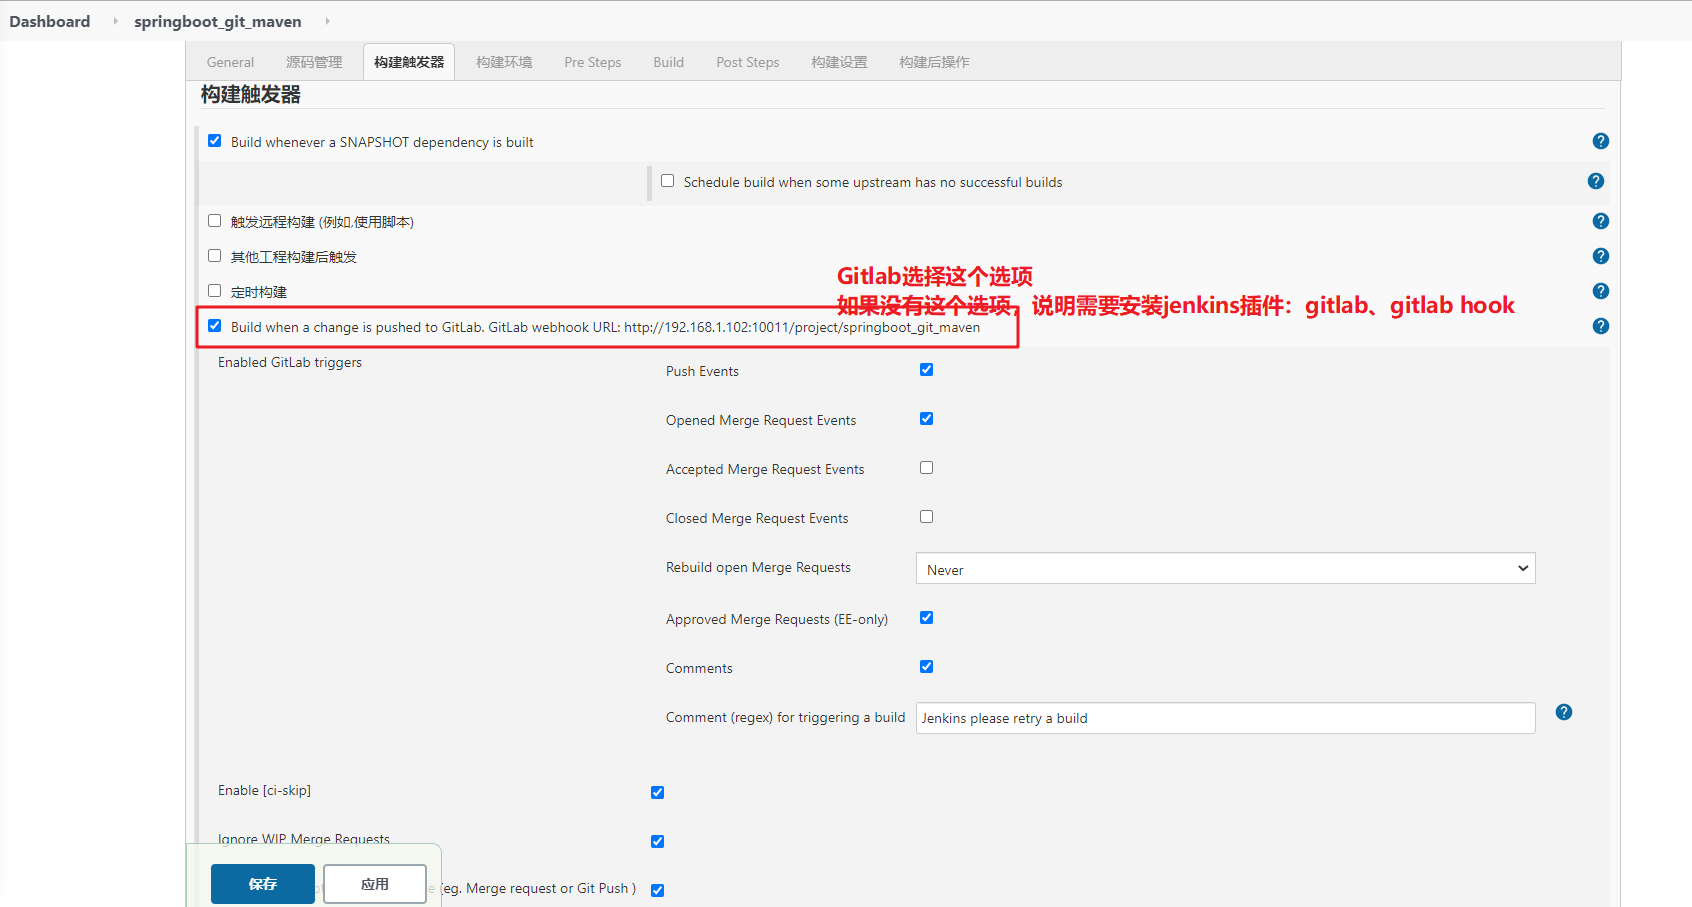 Dashboard springboot_git_maven
General 源码管理 构建触发器 构建环境 Pre Steps Build Post Steps 构建设置 构建后操作
构建触发器
Build whenever a SNAPSHOT dependency is built
Schedule build when some upstream has no successful builds
触发远程构建 (例如,使用脚本)
其他工程构建后触发
Gitlab选择这个选项
定时构建
如果没有这个选项，说明需要安装jenkins插件：gitlab、gitlab hook
Build when a change is pushed to GitLab. GitLab webhook URL: http://192.168.1.102:10011/project/springboot_git_maven
Enabled GitLab triggers
Push Events
Opened Merge Request Events
Accepted Merge Request Events
Closed Merge Request Events
Rebuild open Merge Requests Never
Approved Merge Requests (EE-only)
Comments
Comment (regex) for triggering a build Jenkins please retry a build
Enable [ci-skip]
Ignore WIP Merge Requests
保存 应用 e (eg. Merge request or Git Push )